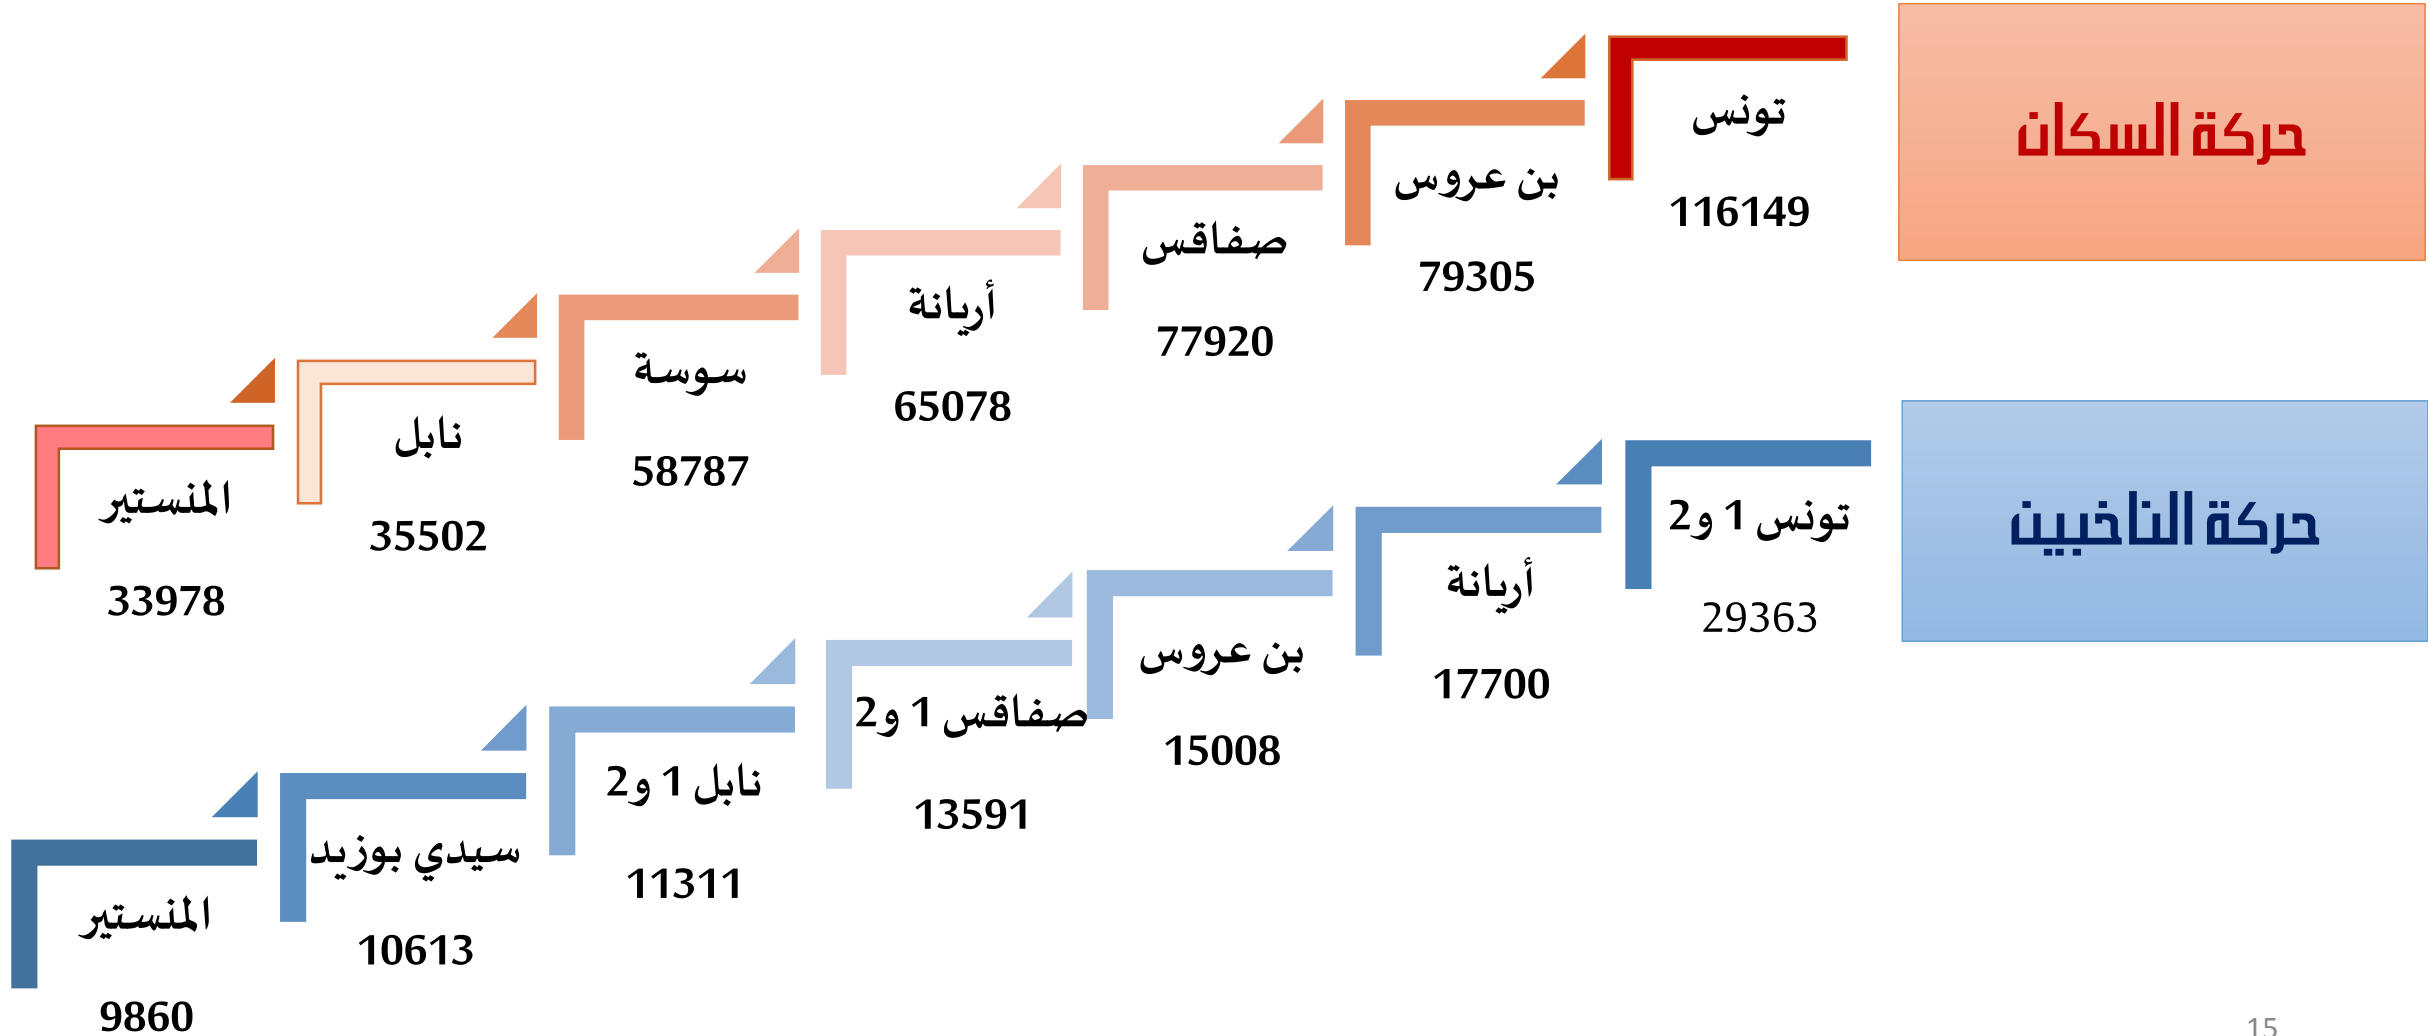 حركة السكان
تونس
116149
بن عروس
79305
صفاقس
77920
أريانة
65078
سوسة
58787
نابل
35502
المنستير
33978
حركة الناخبين
تونس 1 و2
29363
أريانة
17700
بن عروس
15008
صفاقس 1 و2
13591
نابل 1 و2
11311
سيدي بوزيد
10613
المنستير
9860
15